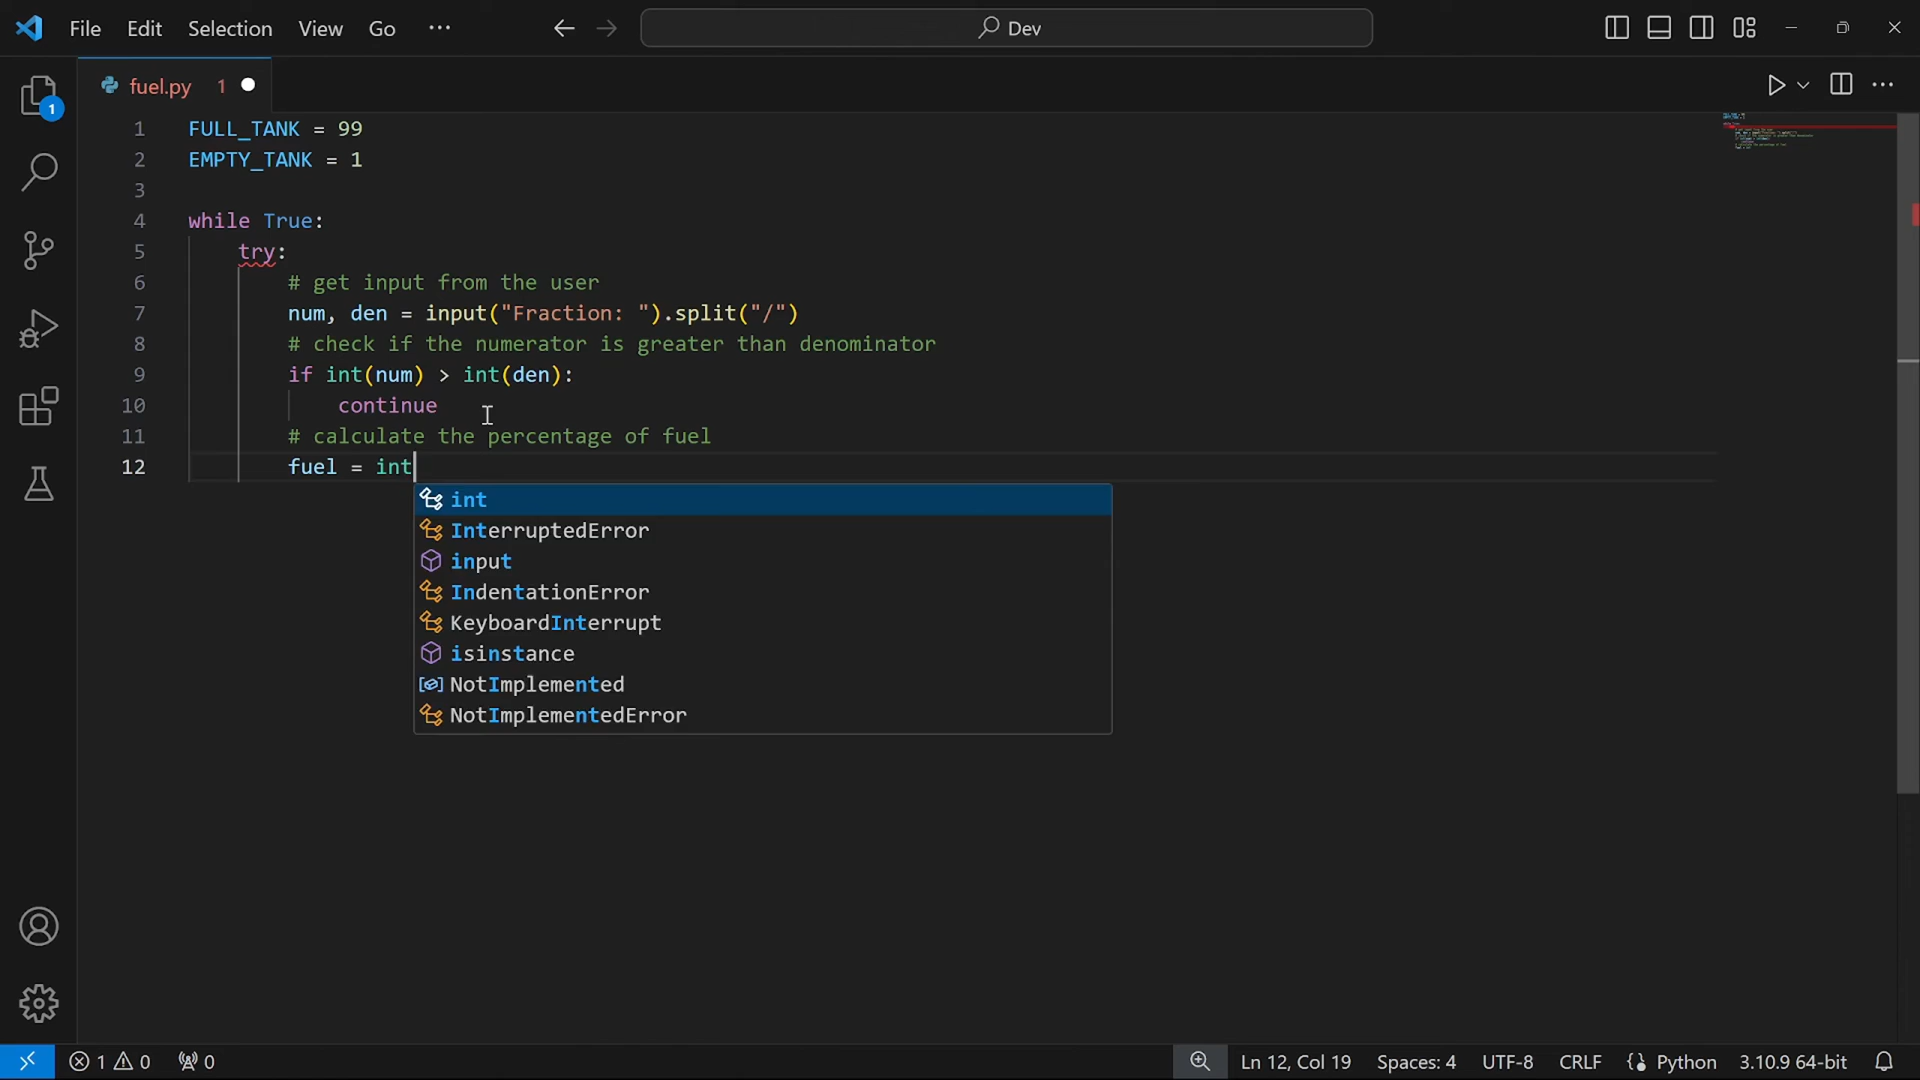 File Edit Selection View Go ··· Dev
fuel.py 1
1 FULL_TANK = 99
2 EMPTY_TANK = 1
3
4 while True:
5 try:
6 # get input from the user
7 num, den = input("Fraction: ").split("/")
8 # check if the numerator is greater than denominator
9 if int(num) > int(den):
10 continue
11 # calculate the percentage of fuel
12 fuel = int
int
InterruptedError
input
IndentationError
KeyboardInterrupt
isinstance
NotImplemented
NotImplementedError
1
1 0 0 Ln 12, Col 19 Spaces: 4 UTF-8 CRLF Python 3.10.9 64-bit